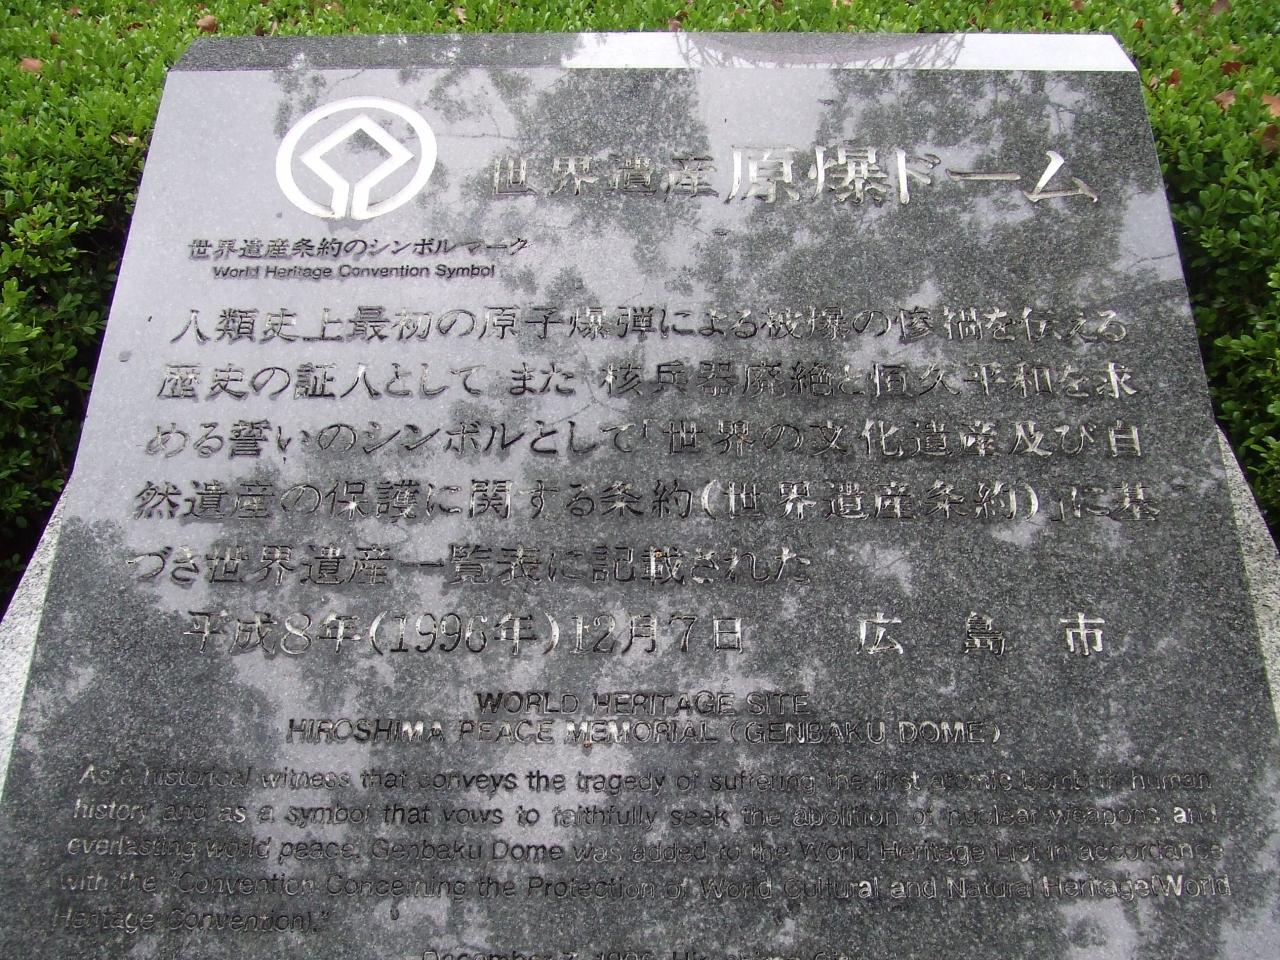 世界遺産 原爆ドーム
世界遺産条約のシンボルマーク
World Heritage Convention Symbol
人類史上最初の原子爆弾による被爆の惨禍を伝える
歴史の証人として また 核兵器廃絶と恒久平和を求
める誓いのシンボルとして「世界の文化遺産及び自
然遺産の保護に関する条約(世界遺産条約)」に基
づき世界遺産一覧表に記載された
平成8年(1996年)12月7日 広島市
WORLD HERITAGE SITE
HIROSHIMA PEACE MEMORIAL (GENBAKU DOME)
As a historical witness that conveys the tragedy of suffering the first atomic bomb in human
history and as a symbol that vows to faithfully seek the abolition of nuclear weapons and
everlasting world peace, Genbaku Dome was added to the World Heritage List in accordance
with the "Convention Concerning the Protection of World Cultural and Natural Heritage(World
Heritage Convention)."
December 7, 1996 Hiroshima City